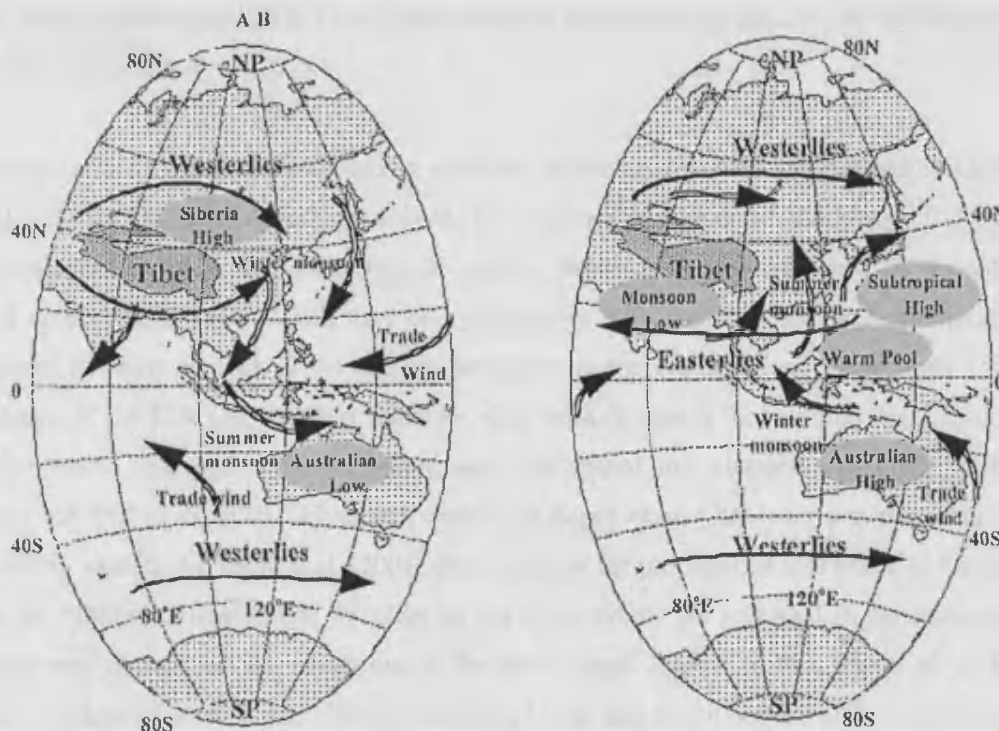 A B
80N
NP
Westerlies
Siberia
High
40N
Tibet
Winter monsoon
Trade
Wind
0
Summer
monsoon
Australian
Low
Trade wind
40S
Westerlies
80°E
120°E
SP
80S
80N
NP
Westerlies
40N
Tibet
Summer
monsoon
Subtropical
High
Monsoon
Low
Easterlies
Warm Pool
0
Winter
monsoon
Australian
High
Trade
wind
40S
Westerlies
80°E
120°E
SP
80S